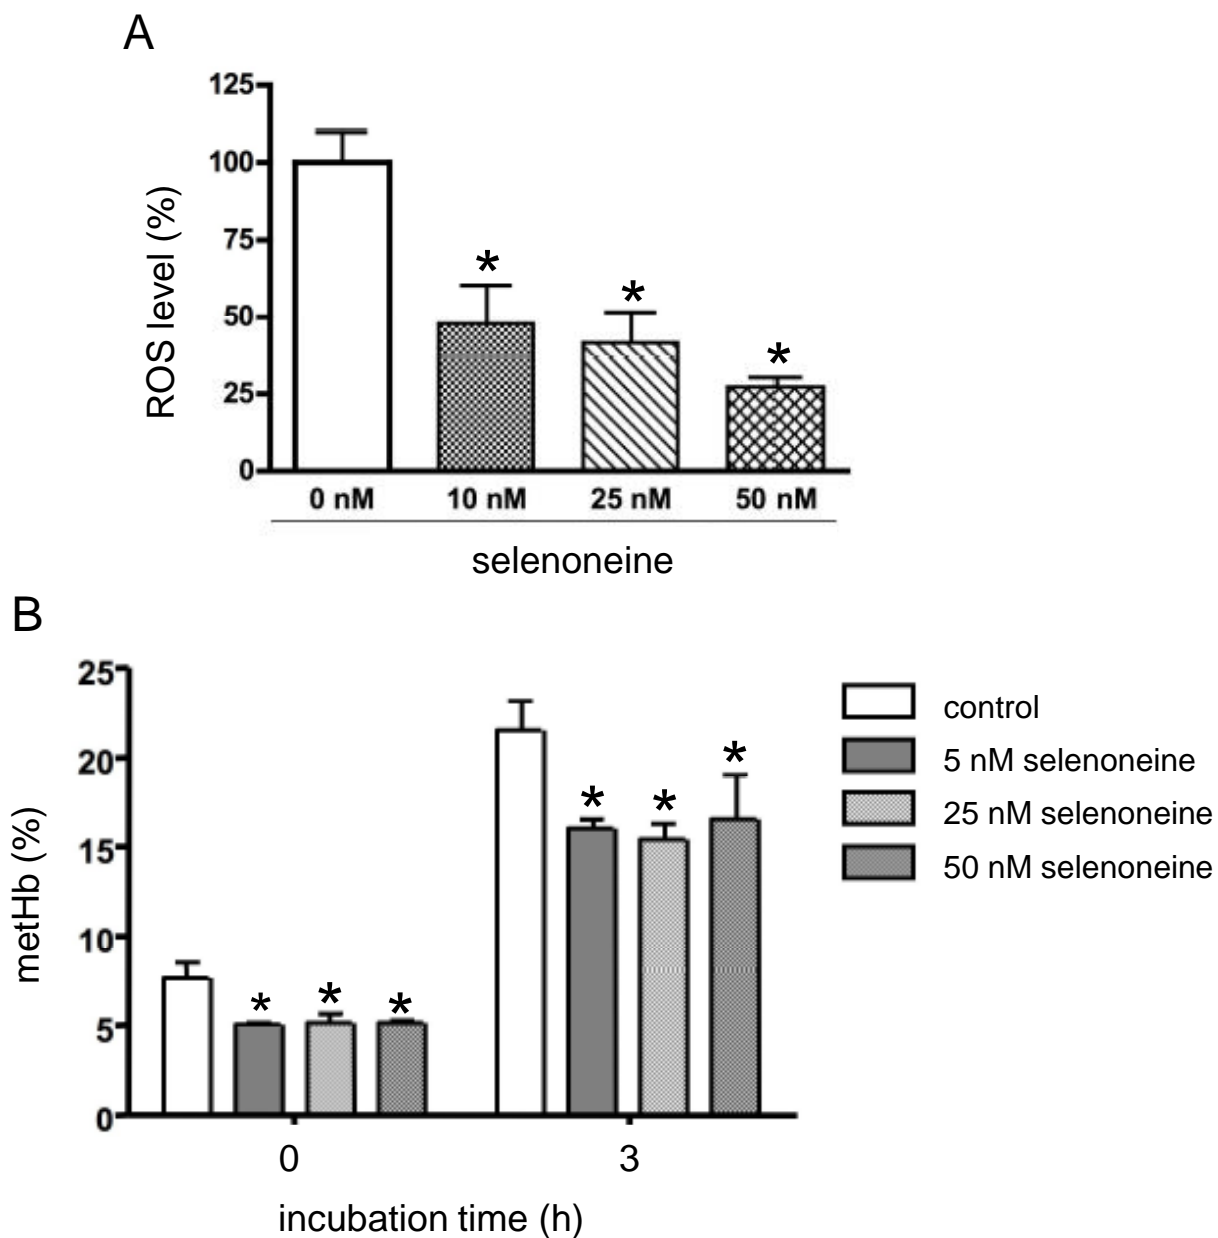 A
ROS level (%)
125
100
75
50
25
0
*
*
*
0 nM
10 nM
25 nM
50 nM
selenoneine
B
metHb (%)
25
20
15
10
5
0
*
*
*
*
*
*
0
3
incubation time (h)
control
5 nM selenoneine
25 nM selenoneine
50 nM selenoneine